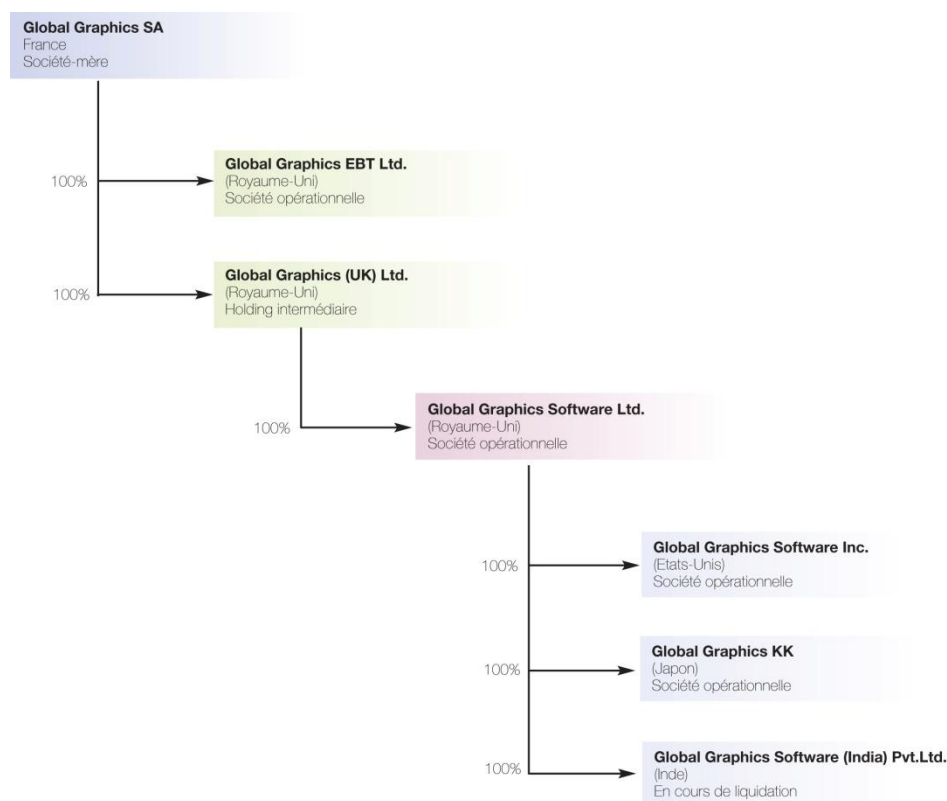 Global Graphics SA
France
Société-mère
100%
Global Graphics EBT Ltd.
(Royaume-Uni)
Société opérationnelle
100%
Global Graphics (UK) Ltd.
(Royaume-Uni)
Holding intermédiaire
100%
Global Graphics Software Ltd.
(Royaume-Uni)
Société opérationnelle
100%
Global Graphics Software Inc.
(Etats-Unis)
Société opérationnelle
100%
Global Graphics KK
(Japon)
Société opérationnelle
100%
Global Graphics Software (India) Pvt.Ltd.
(Inde)
En cours de liquidation